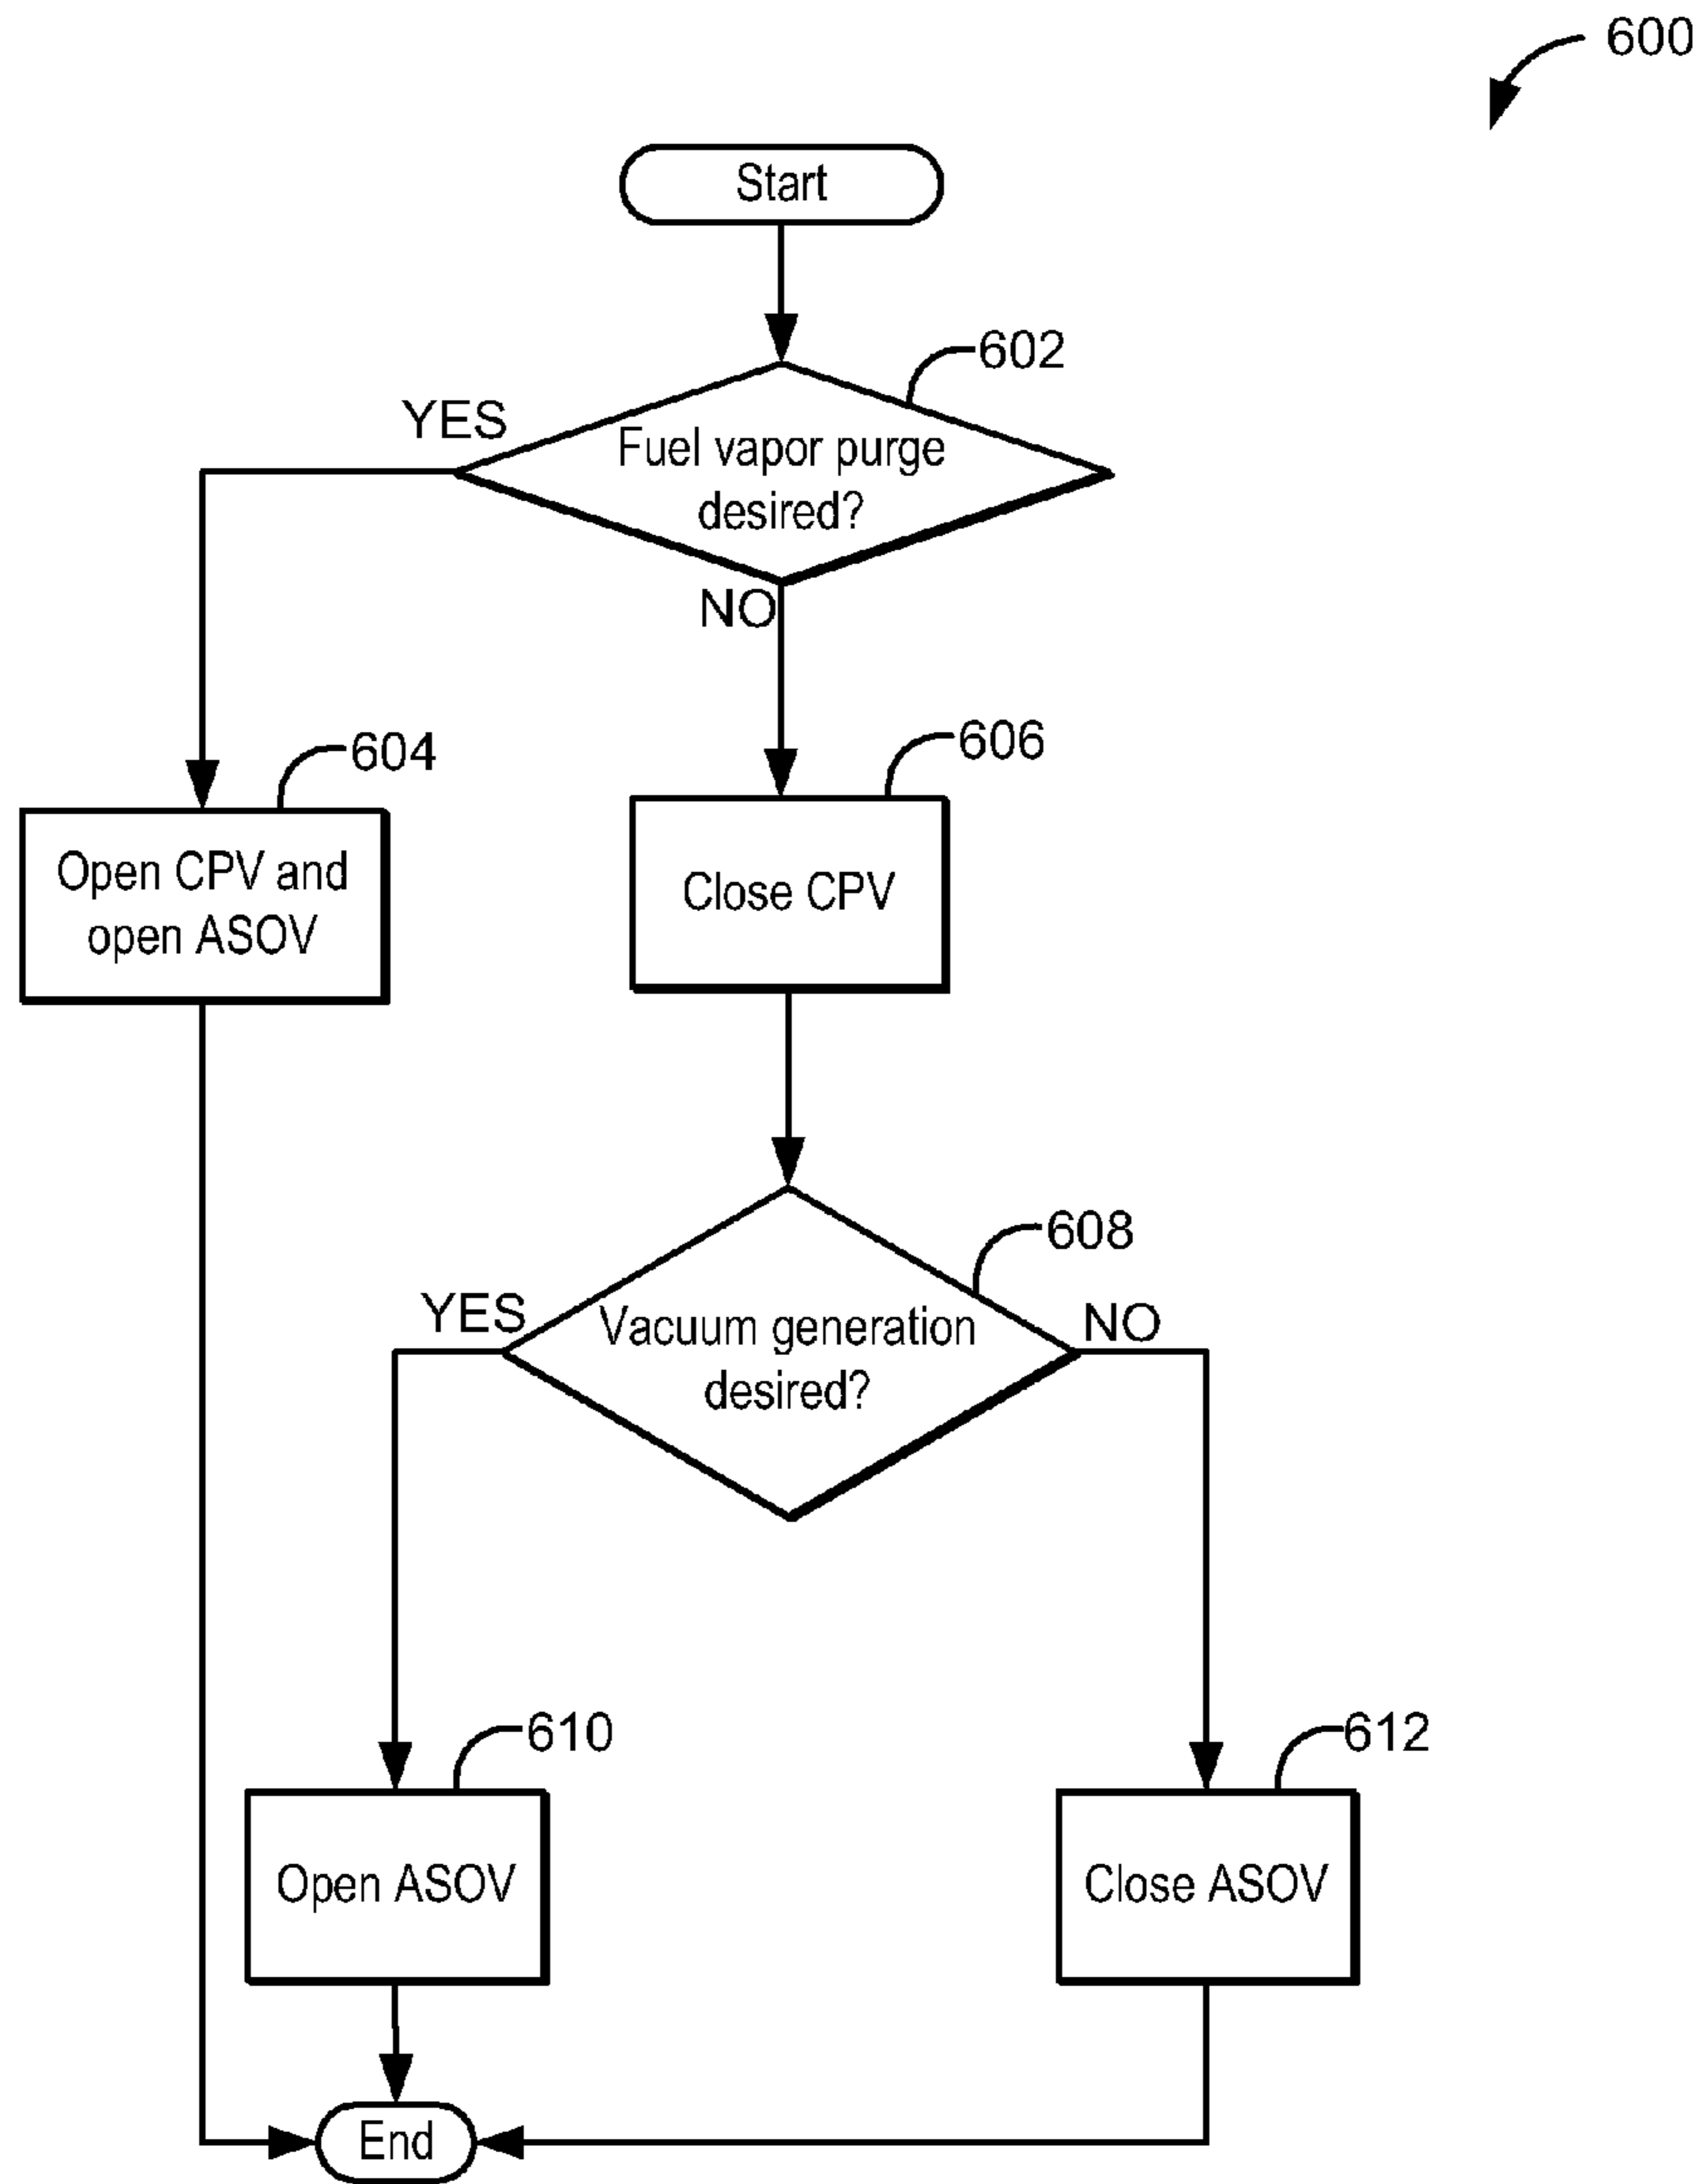 600
Start
602
YES
Fuel vapor purge
desired?
NO
604
606
Open CPV and
open ASOV
Close CPV
608
YES
NO
Vacuum generation
desired?
610
612
Open ASOV
Close ASOV
End